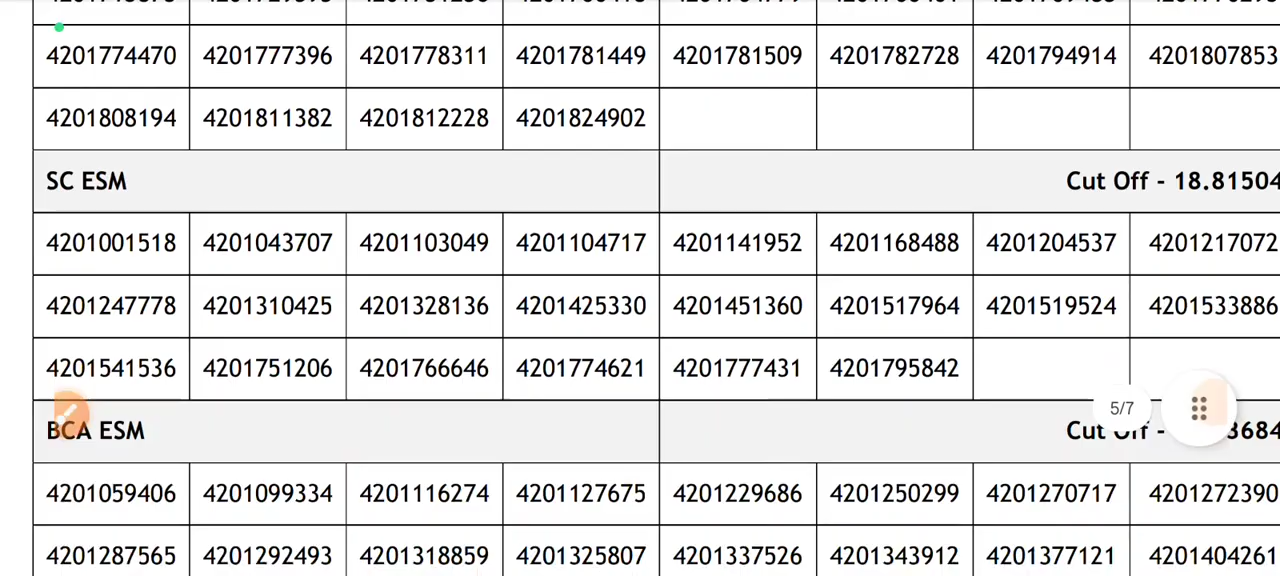 4201774470 4201777396 4201778311 4201781449 4201781509 4201782728 4201794914 4201807853
4201808194 4201811382 4201812228 4201824902
SC ESM Cut Off - 18.81504
4201001518 4201043707 4201103049 4201104717 4201141952 4201168488 4201204537 4201217072
4201247778 4201310425 4201328136 4201425330 4201451360 4201517964 4201519524 4201533886
4201541536 4201751206 4201766646 4201774621 4201777431 4201795842
5/7
BCA ESM Cut Off -
4201059406 4201099334 4201116274 4201127675 4201229686 4201250299 4201270717 4201272390
4201287565 4201292493 4201318859 4201325807 4201337526 4201343912 4201377121 4201404261